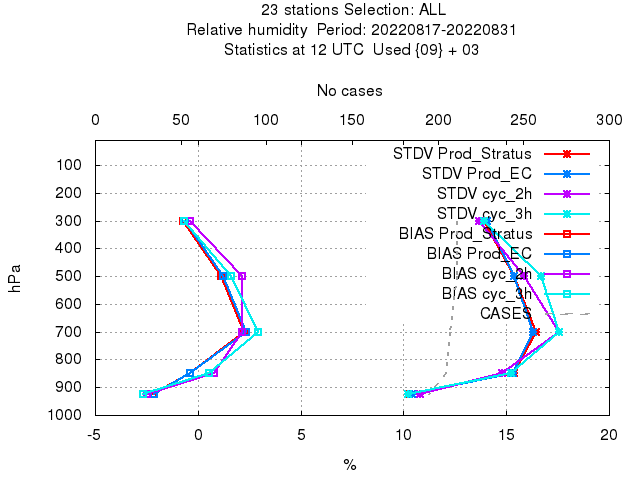 23 stations Selection: ALL
Relative humidity  Period: 20220817-20220831
Statistics at 12 UTC  Used {09} + 03
No cases
0 50 100 150 200 250 300
100
200
300
400
500
600
700
800
900
1000
hPa
STDV Prod_Stratus
STDV Prod_EC
STDV cyc_2h
STDV cyc_3h
BIAS Prod_Stratus
BIAS Prod_EC
BIAS cyc_2h
BIAS cyc_3h
CASES
-5 0 5 10 15 20
%